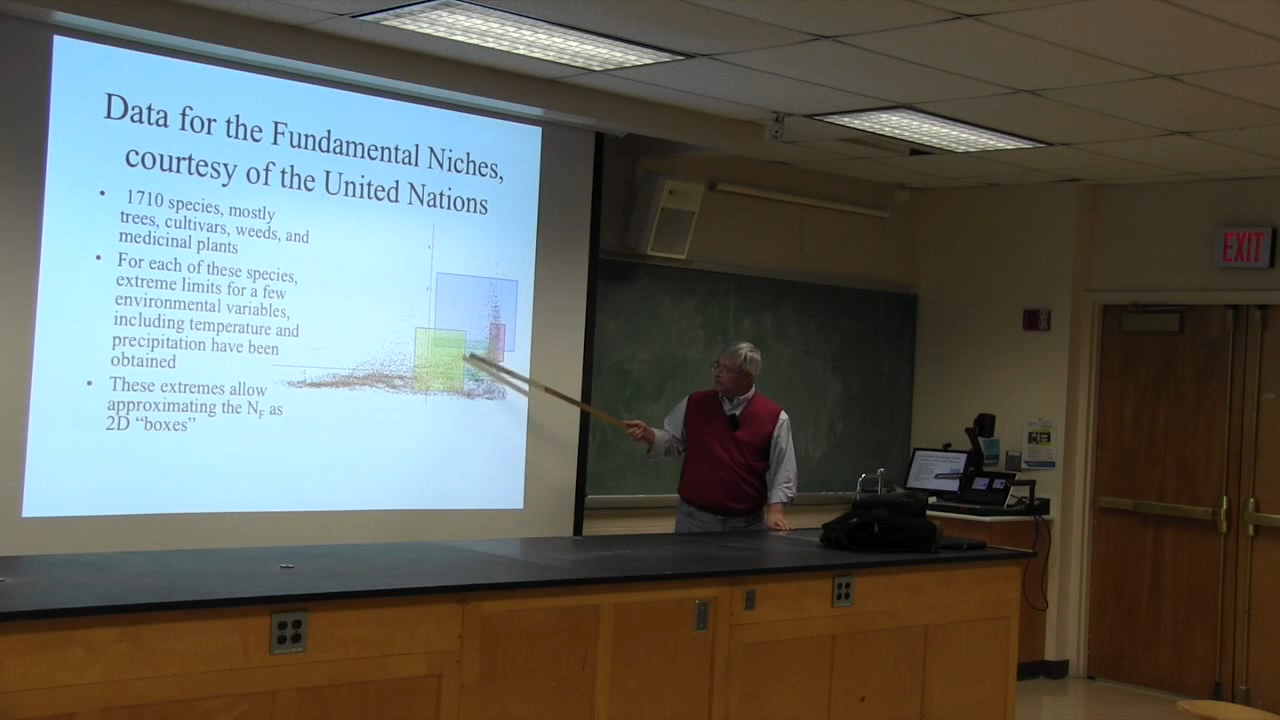 Data for the Fundamental Niches,
courtesy of the United Nations
• 1710 species, mostly
trees, cultivars, weeds, and
medicinal plants
• For each of these species,
extreme limits for a few
environmental variables,
including temperature and
precipitation have been
obtained
• These extremes allow
approximating the NF as
2D “boxes”
EXIT